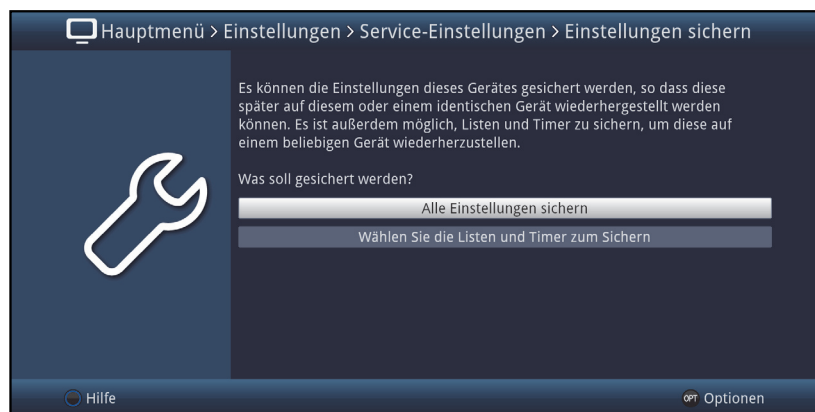 Hauptmenü > Einstellungen > Service-Einstellungen > Einstellungen sichern
Es können die Einstellungen dieses Gerätes gesichert werden, so dass diese
später auf diesem oder einem identischen Gerät wiederhergestellt werden
können. Es ist außerdem möglich, Listen und Timer zu sichern, um diese auf
einem beliebigen Gerät wiederherzustellen.
Was soll gesichert werden?
Alle Einstellungen sichern
Wählen Sie die Listen und Timer zum Sichern
Hilfe
OPT Optionen